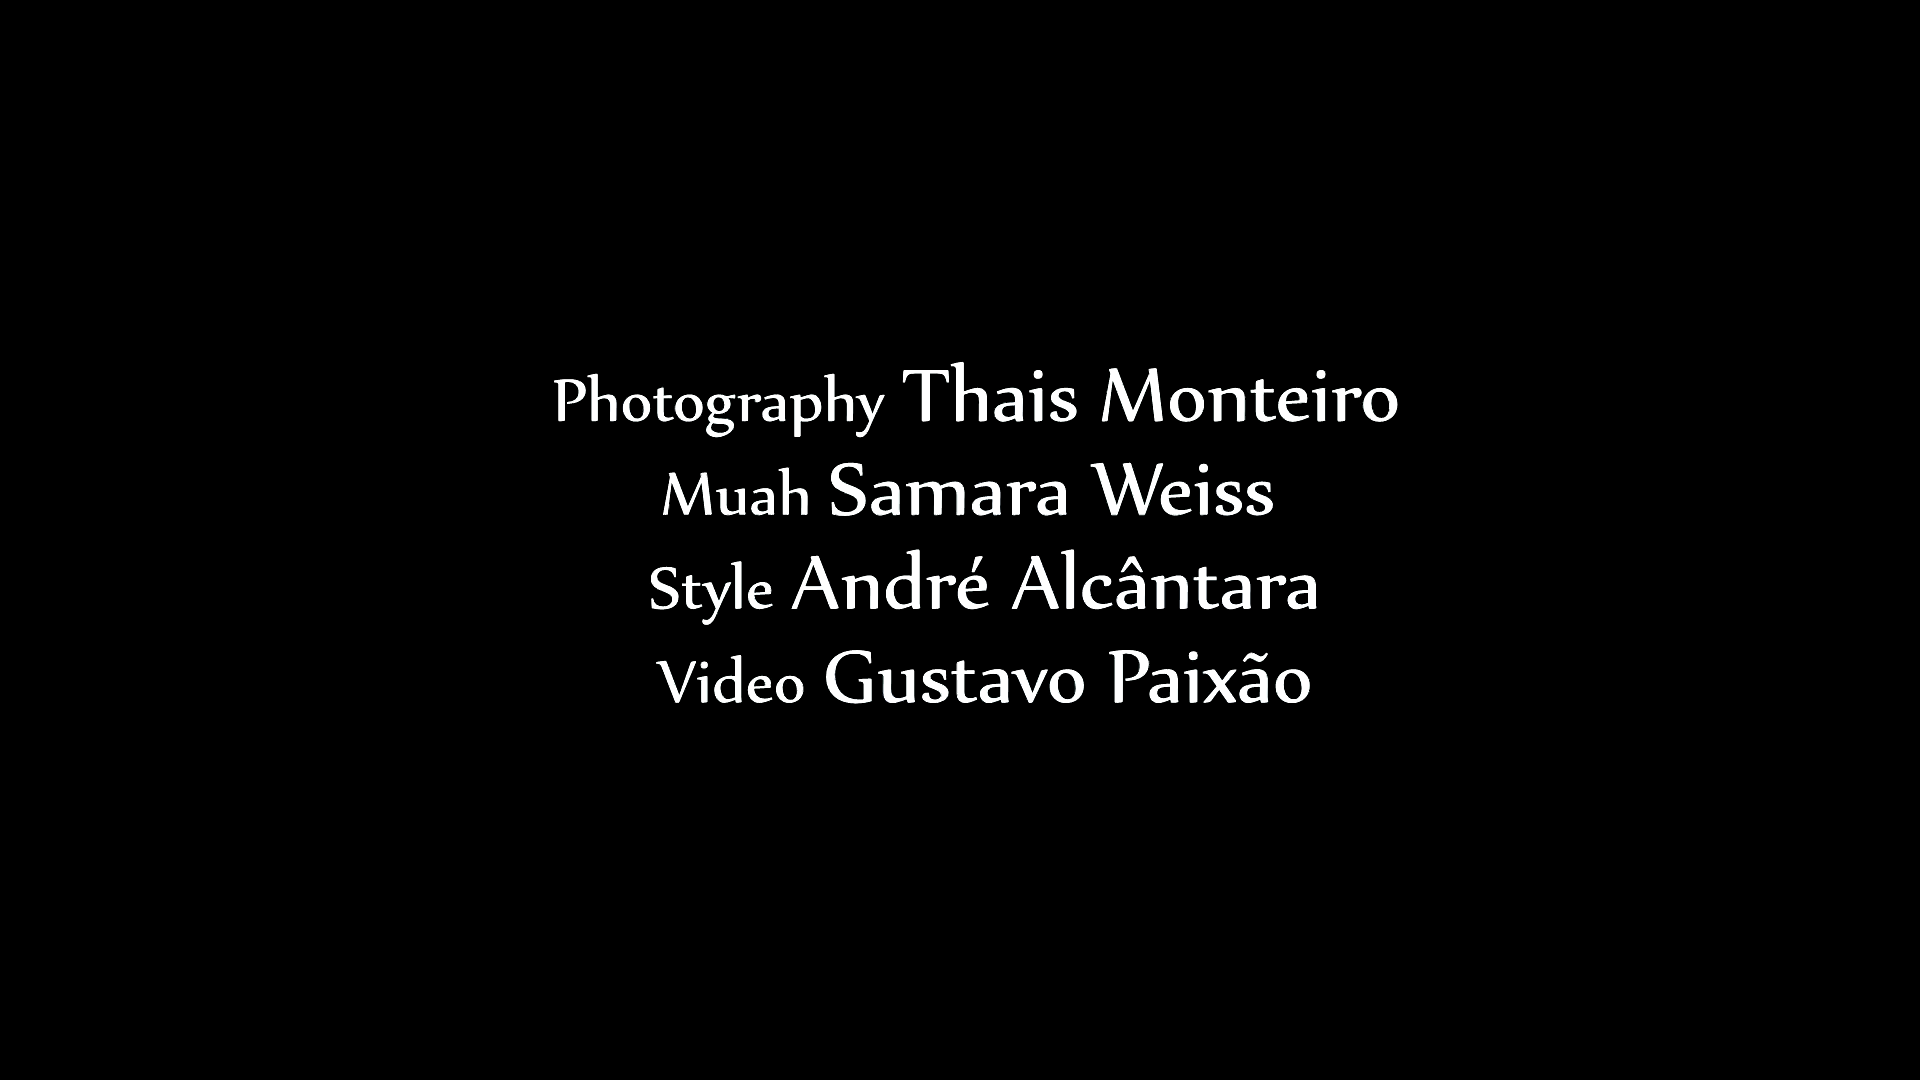 Photography Thais Monteiro
Muah Samara Weiss
Style André Alcântara
Video Gustavo Paixão